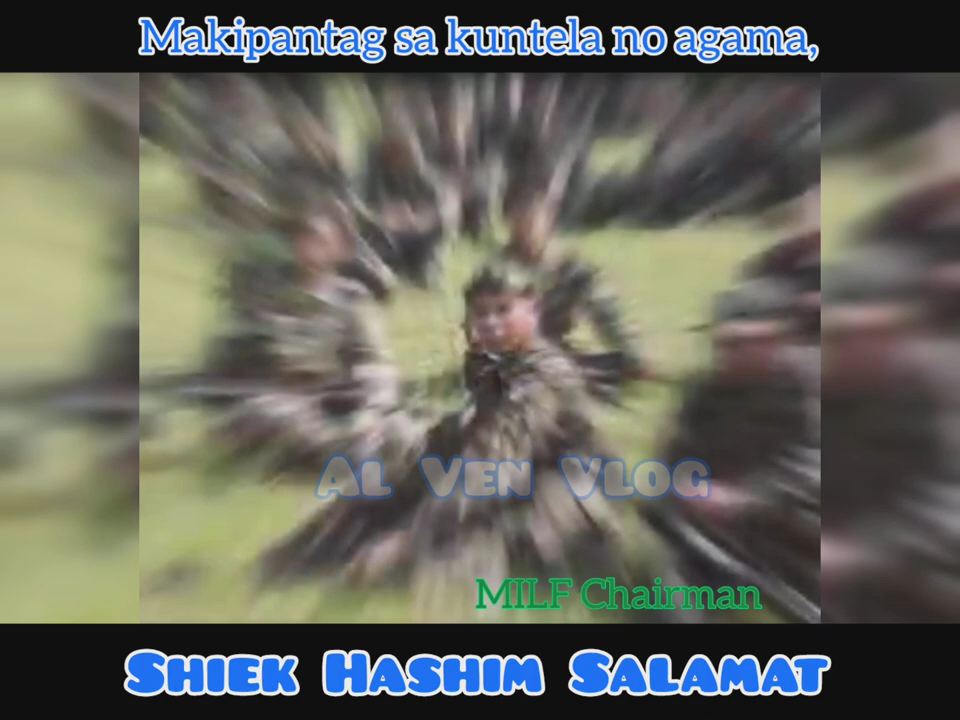 Makipantag sa kuntela no agama,
Al Ven Vlog
MILF Chairman
Shiek Hashim Salamat